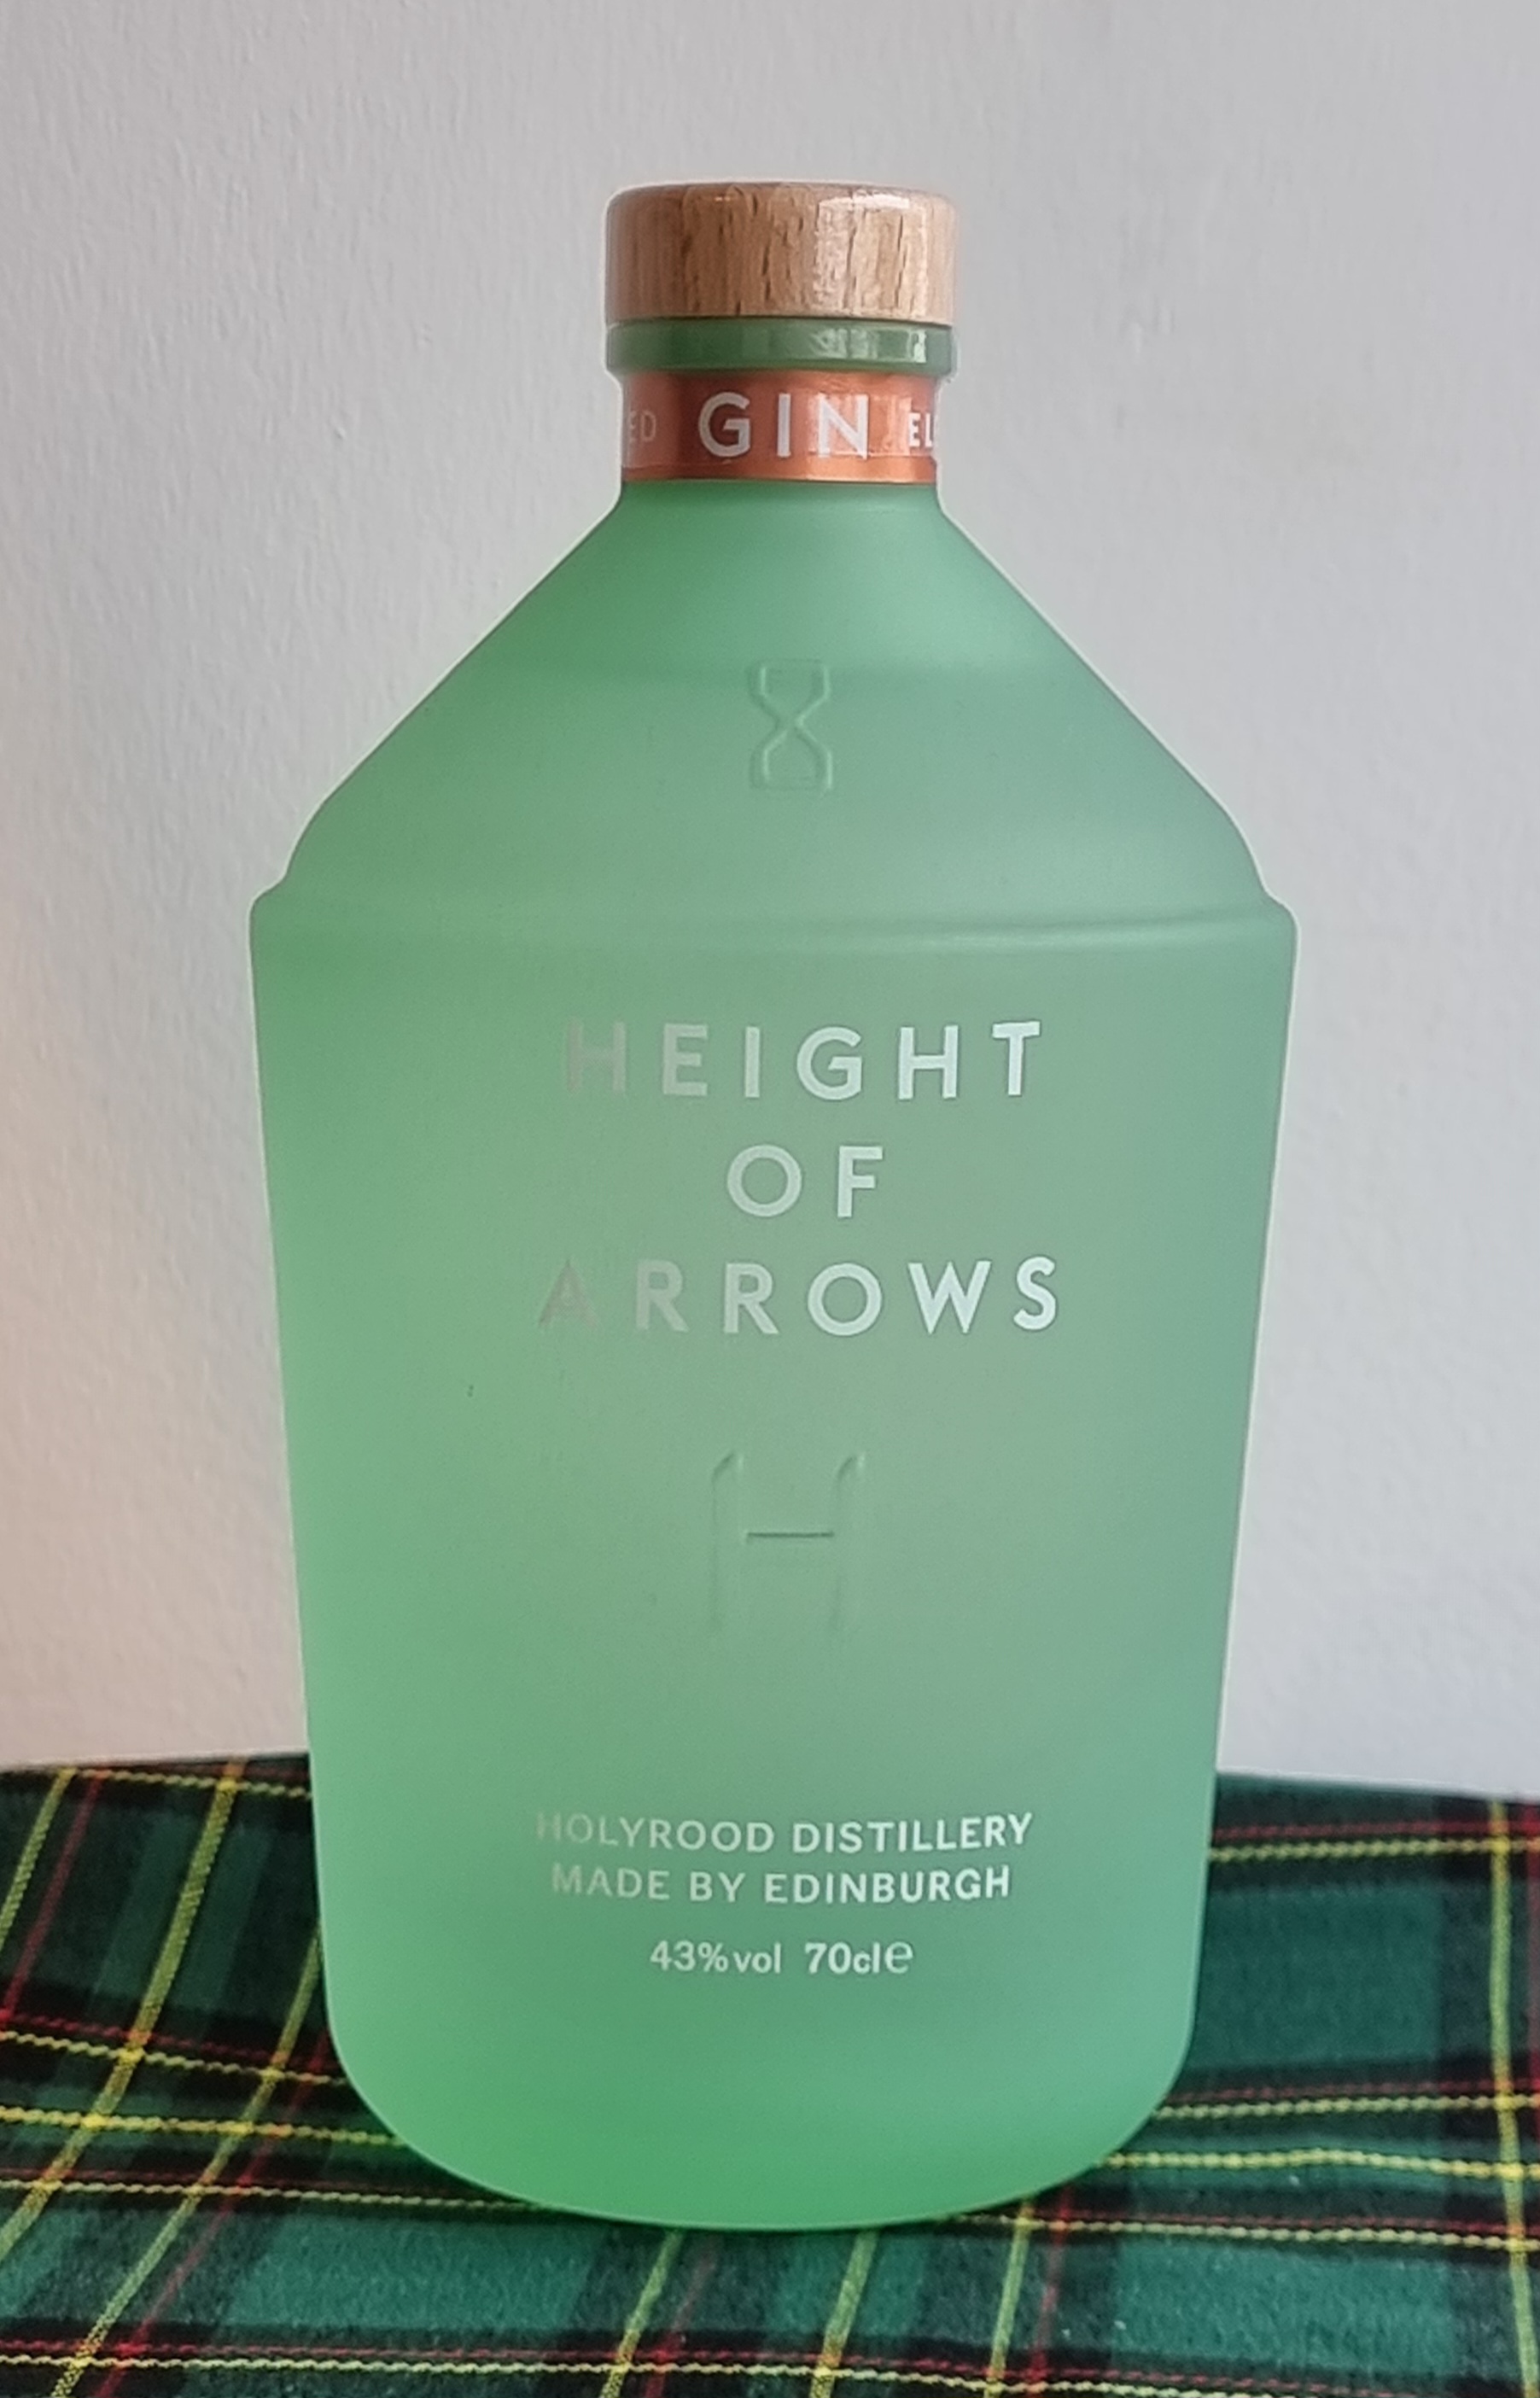 GIN
HEIGHT
OF
ARROWS
H
HOLYROOD DISTILLERY
MADE BY EDINBURGH
43%vol 70cl℮